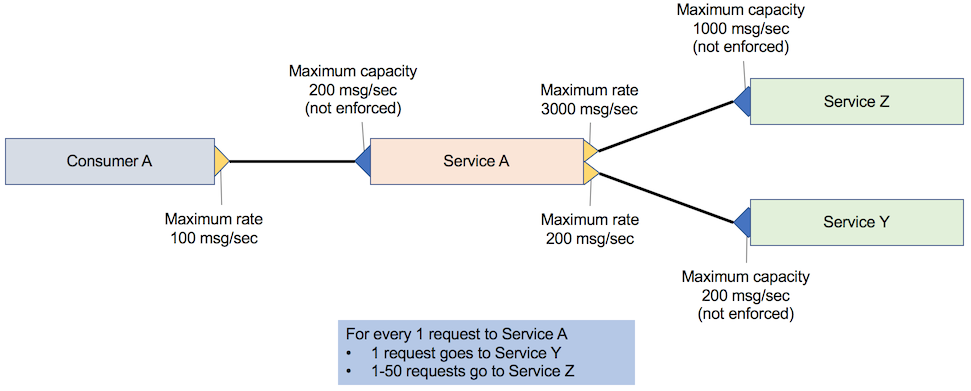 Maximum capacity
1000 msg/sec
(not enforced)
Maximum capacity
200 msg/sec
(not enforced)
Maximum rate
3000 msg/sec
Service Z
Consumer A
Service A
Maximum rate
100 msg/sec
Maximum rate
200 msg/sec
Service Y
Maximum capacity
200 msg/sec
(not enforced)
For every 1 request to Service A
• 1 request goes to Service Y
• 1-50 requests go to Service Z